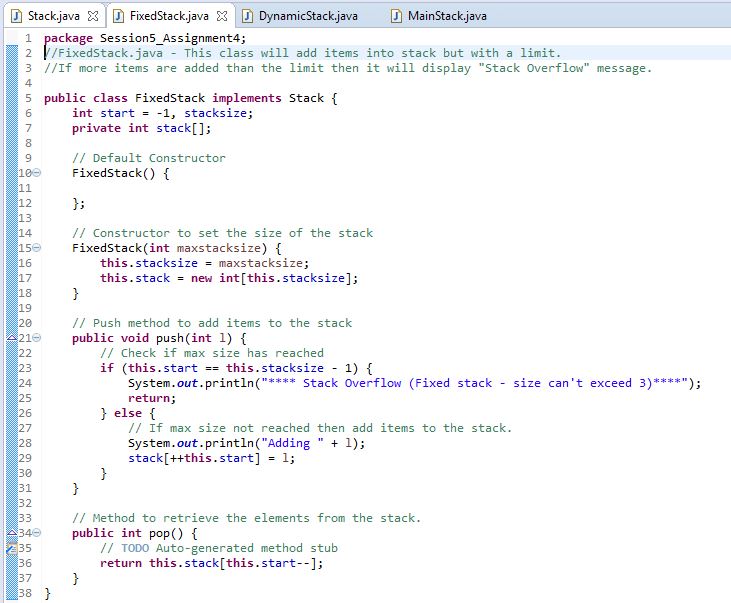 Stack.java FixedStack.java DynamicStack.java MainStack.java
1 package Session5_Assignment4;
2 //FixedStack.java - This class will add items into stack but with a limit.
3 //If more items are added than the limit then it will display "Stack Overflow" message.
4
5 public class FixedStack implements Stack {
6     int start = -1, stacksize;
7     private int stack[];
8
9     // Default Constructor
10     FixedStack() {
11
12     };
13
14     // Constructor to set the size of the stack
15     FixedStack(int maxstacksize) {
16         this.stacksize = maxstacksize;
17         this.stack = new int[this.stacksize];
18     }
19
20     // Push method to add items to the stack
21     public void push(int l) {
22         // Check if max size has reached
23         if (this.start == this.stacksize - 1) {
24             System.out.println("**** Stack Overflow (Fixed stack - size can't exceed 3)****");
25             return;
26         } else {
27             // If max size not reached then add items to the stack.
28             System.out.println("Adding " + l);
29             stack[++this.start] = l;
30         }
31     }
32
33     // Method to retrieve the elements from the stack.
34     public int pop() {
35         // TODO Auto-generated method stub
36         return this.stack[this.start--];
37     }
38 }